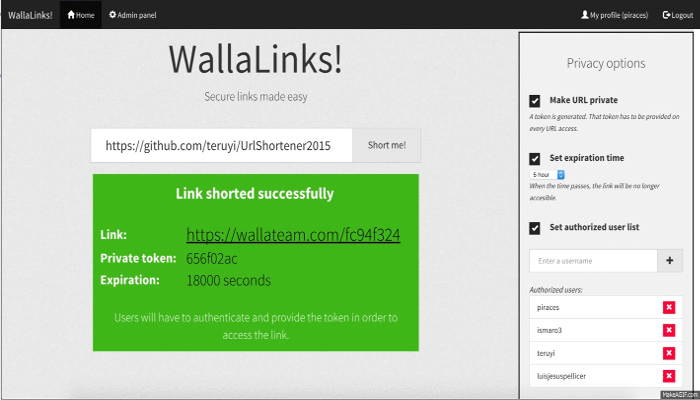 WallaLinks! Home Admin panel My profile (piraces) Logout
WallaLinks!
Secure links made easy
https://github.com/teruyi/UrlShortener2015 Short me!
Link shorted successfully
Link: https://wallateam.com/fc94f324
Private token: 656f02ac
Expiration: 18000 seconds
Users will have to authenticate and provide the token in order to
access the link.
Privacy options
Make URL private
A token is generated. That token has to be provided on
every URL access.
Set expiration time
5 hour
When the time passes, the link will be no longer
accesible.
Set authorized user list
Enter a username +
Authorized users:
piraces
ismaro3
teruyi
luisjesuspellicer
MakeAGIF.com